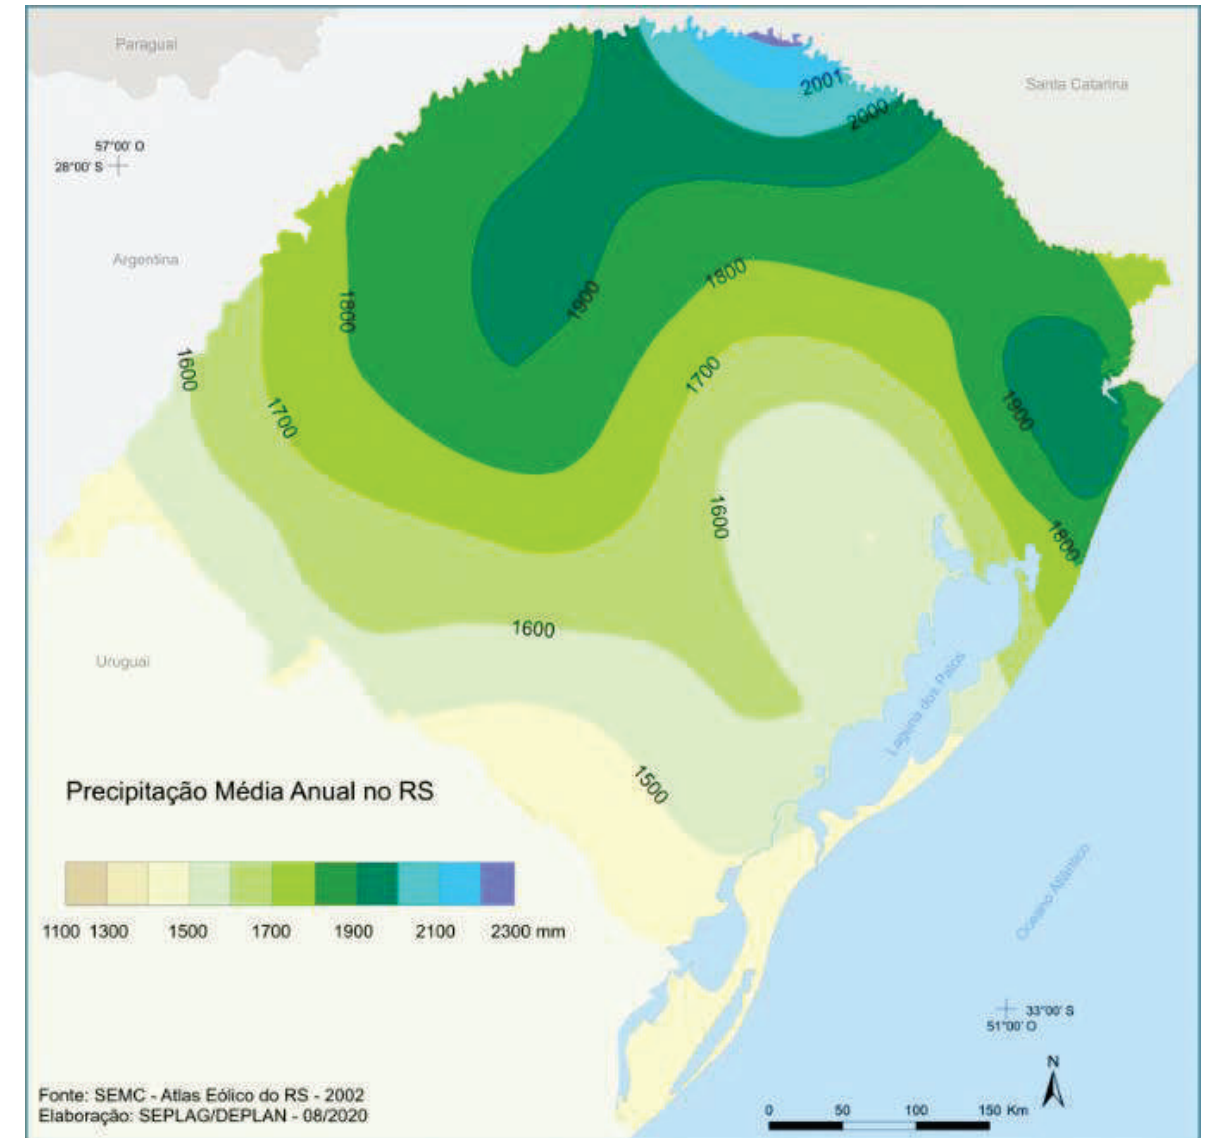 Paraguai
Santa Catarina
2001
2000
57°00' O
28°00' S
Argentina
1800
1900
1800
1600
1700
1700
1900
1600
1800
1600
Uruguai
Laguna dos Patos
1500
Precipitação Média Anual no RS
1100 1300 1500 1700 1900 2100 2300 mm
Oceano Atlântico
33°00' S
51°00' O
N
Fonte: SEMC - Atlas Eólico do RS - 2002
Elaboração: SEPLAG/DEPLAN - 08/2020
0 50 100 150 Km